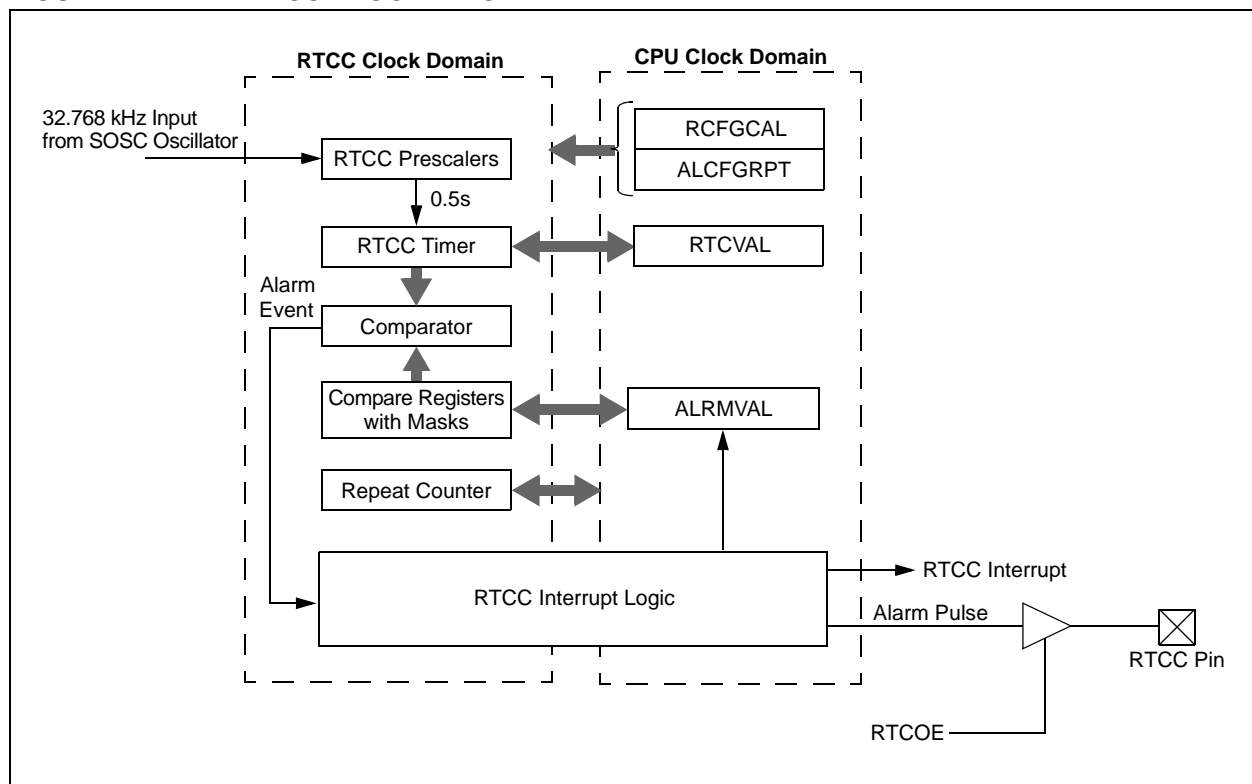 RTCC Clock Domain
CPU Clock Domain
32.768 kHz Input
from SOSC Oscillator
RTCC Prescalers
0.5s
RTCC Timer
Alarm
Event
Comparator
Compare Registers
with Masks
Repeat Counter
RCFGCAL
ALCFGRPT
RTCVAL
ALRMVAL
RTCC Interrupt Logic
RTCC Interrupt
Alarm Pulse
RTCC Pin
RTCOE